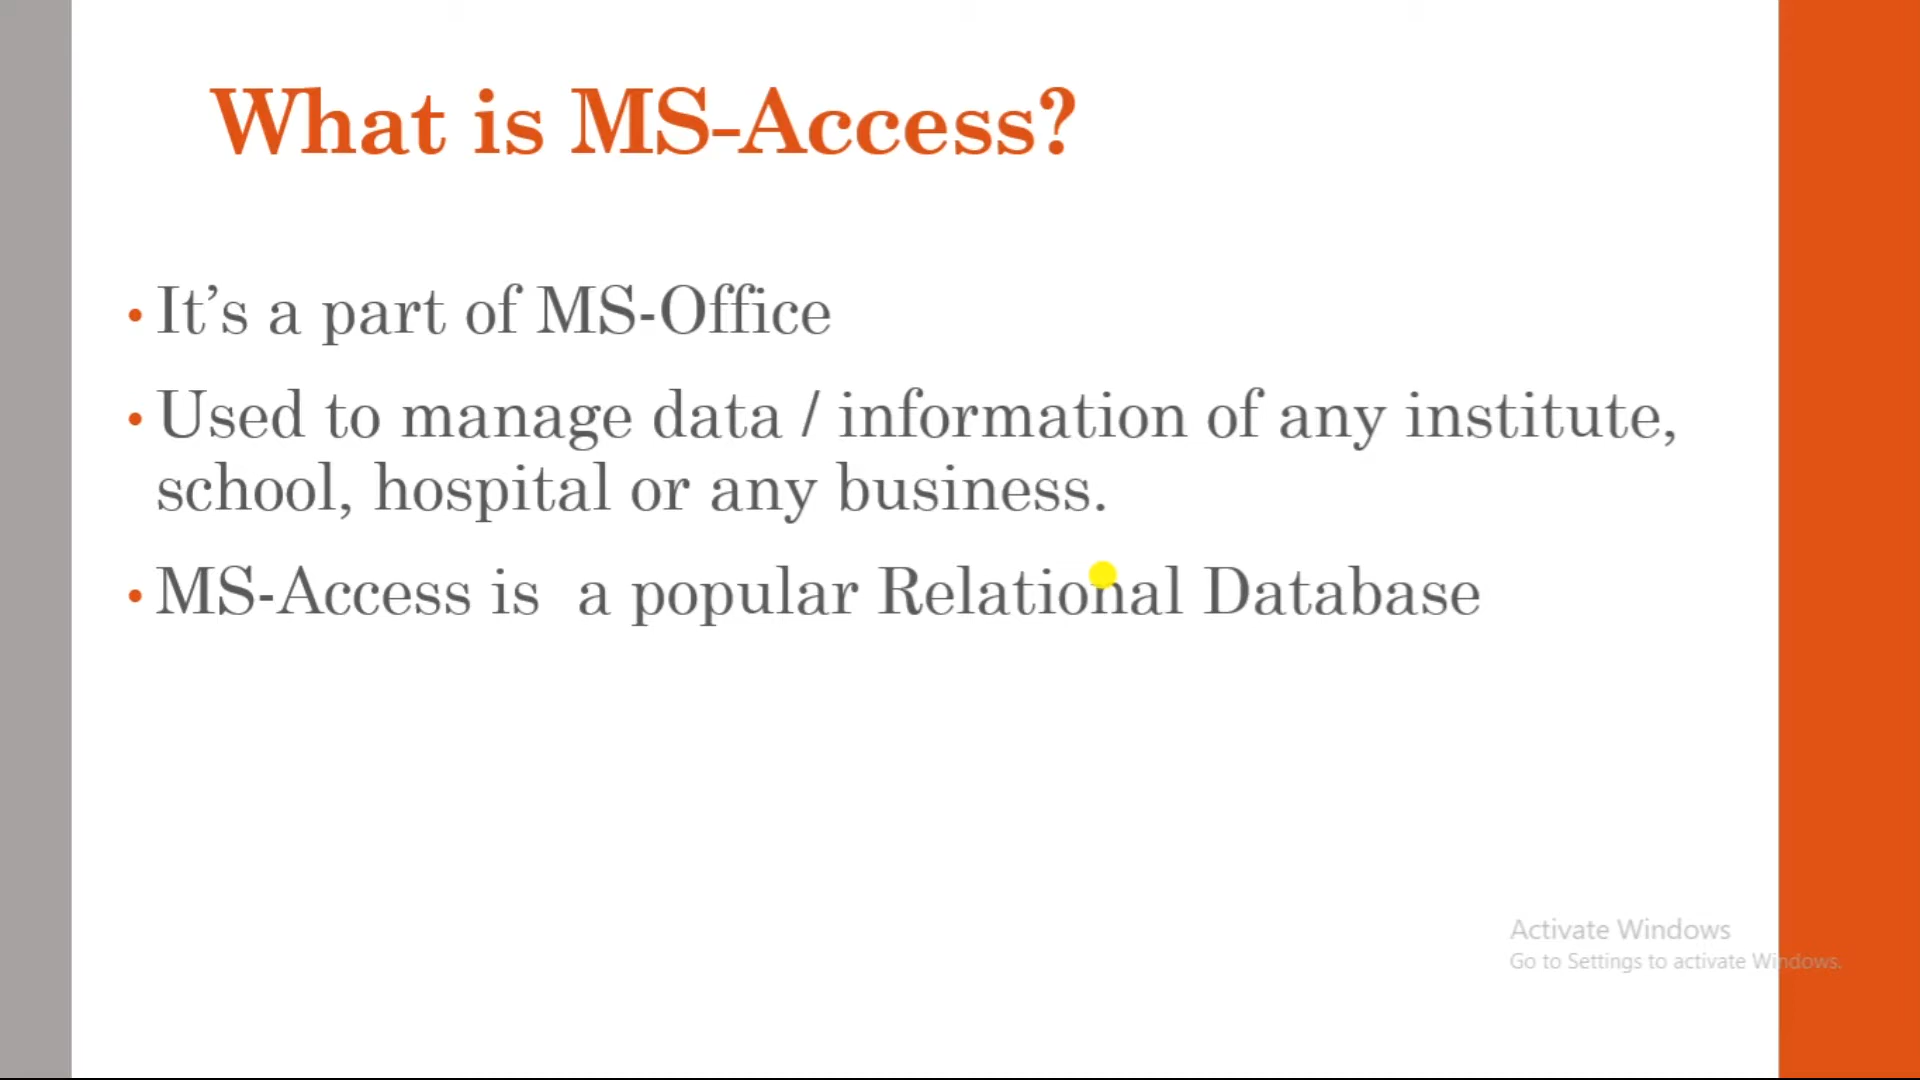 What is MS-Access?
• It’s a part of MS-Office
• Used to manage data / information of any institute,
school, hospital or any business.
• MS-Access is  a popular Relational Database
Activate Windows
Go to Settings to activate Windows.